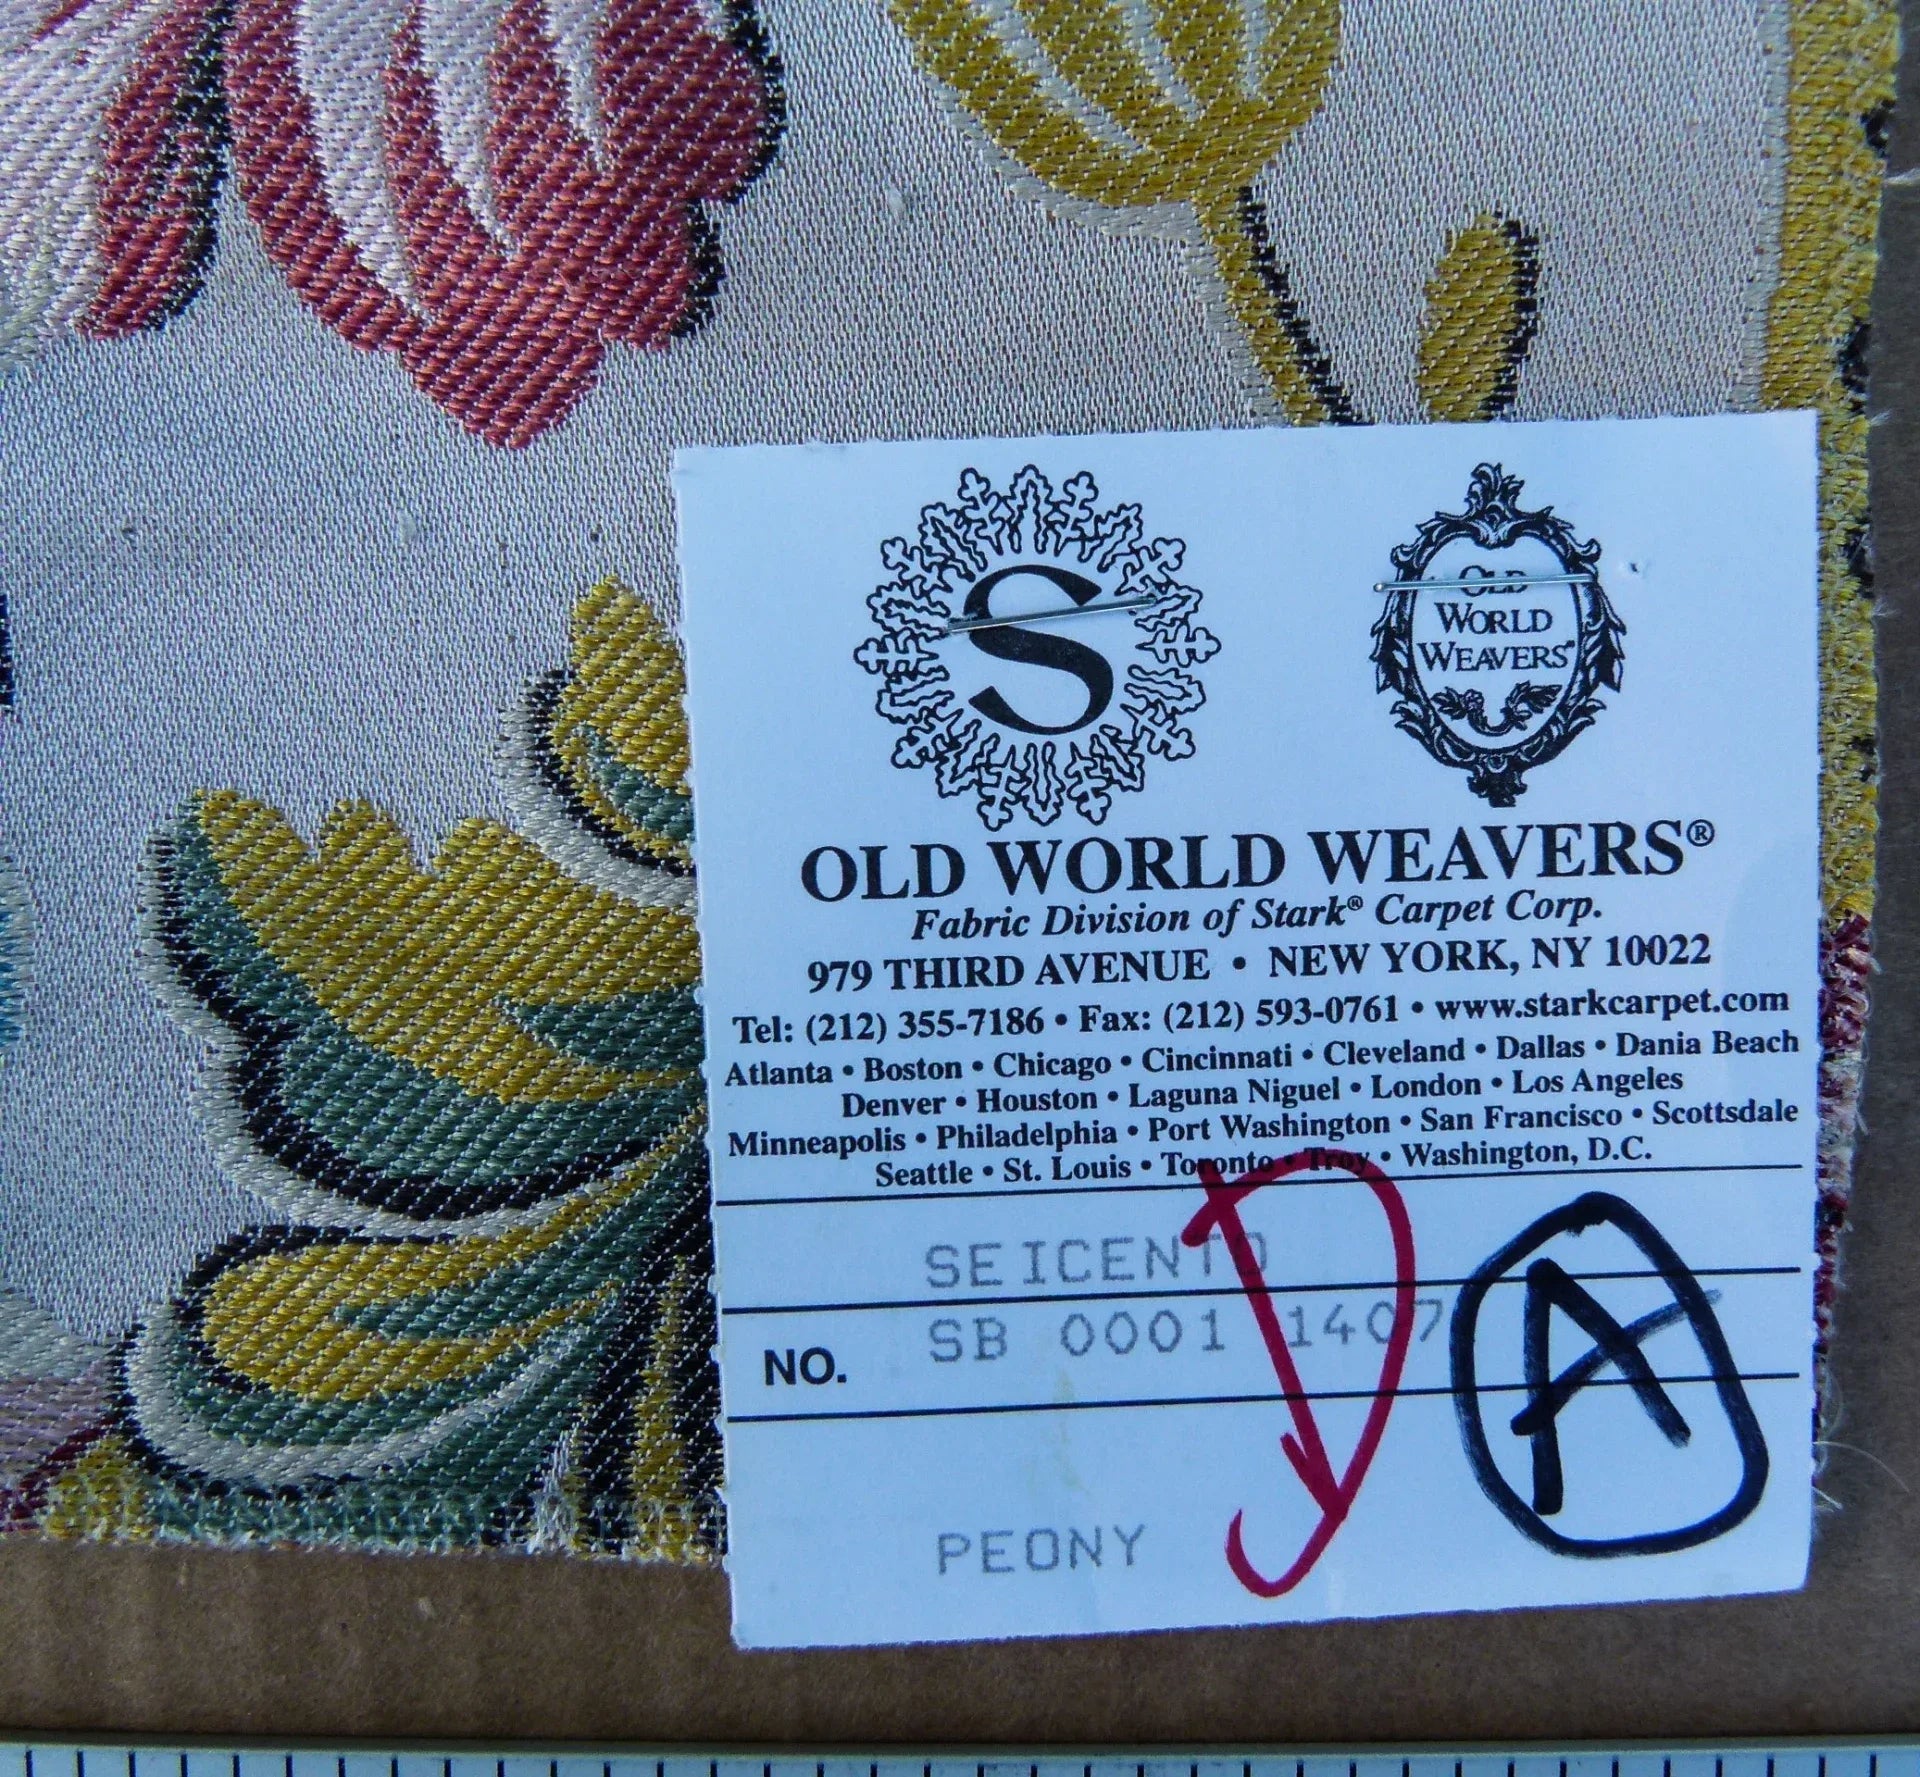 S
OLD
WORLD
WEAVERS
OLD WORLD WEAVERS®
Fabric Division of Stark® Carpet Corp.
979 THIRD AVENUE • NEW YORK, NY 10022
Tel: (212) 355-7186 • Fax: (212) 593-0761 • www.starkcarpet.com
Atlanta • Boston • Chicago • Cincinnati • Cleveland • Dallas • Dania Beach
Denver • Houston • Laguna Niguel • London • Los Angeles
Minneapolis • Philadelphia • Port Washington • San Francisco • Scottsdale
Seattle • St. Louis • Toronto • Troy • Washington, D.C.
SEICENTO
NO. SB 0001 1407
A
PEONY